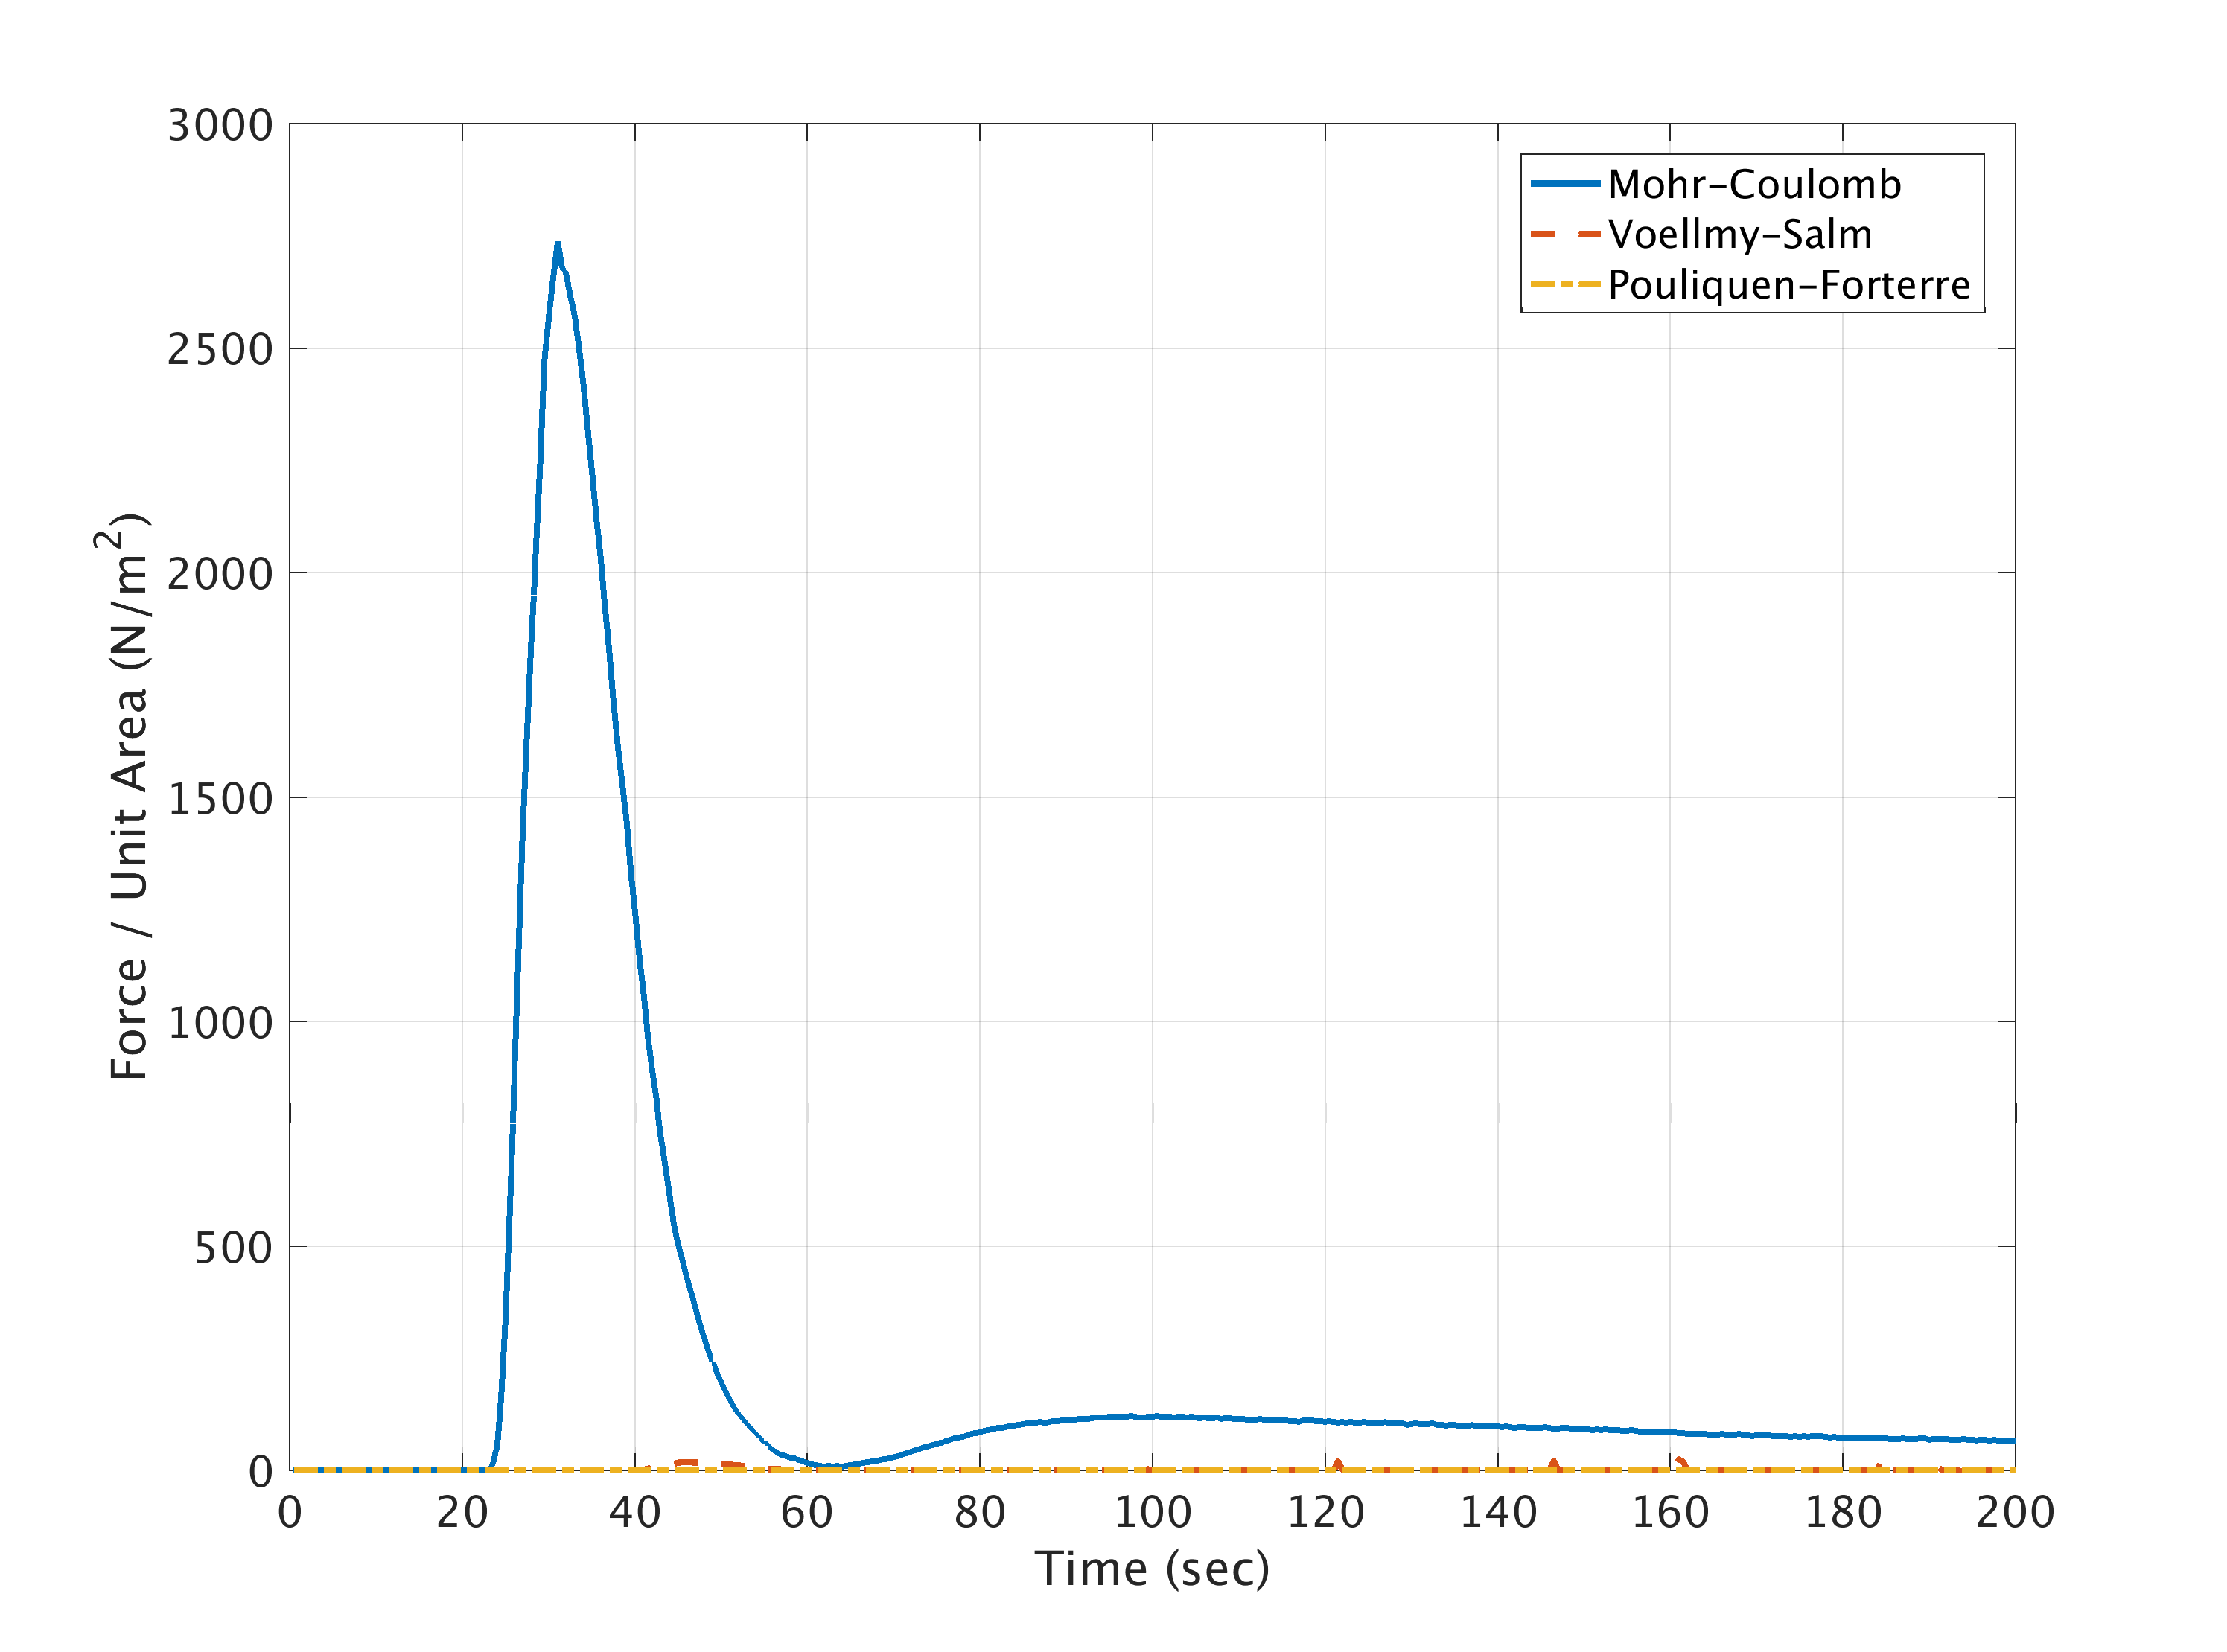 3000
2500
2000
1500
1000
500
0
0 20 40 60 80 100 120 140 160 180 200
Time (sec)
Force / Unit Area (N/m²)
Mohr–Coulomb
Voellmy–Salm
Pouliquen–Forterre